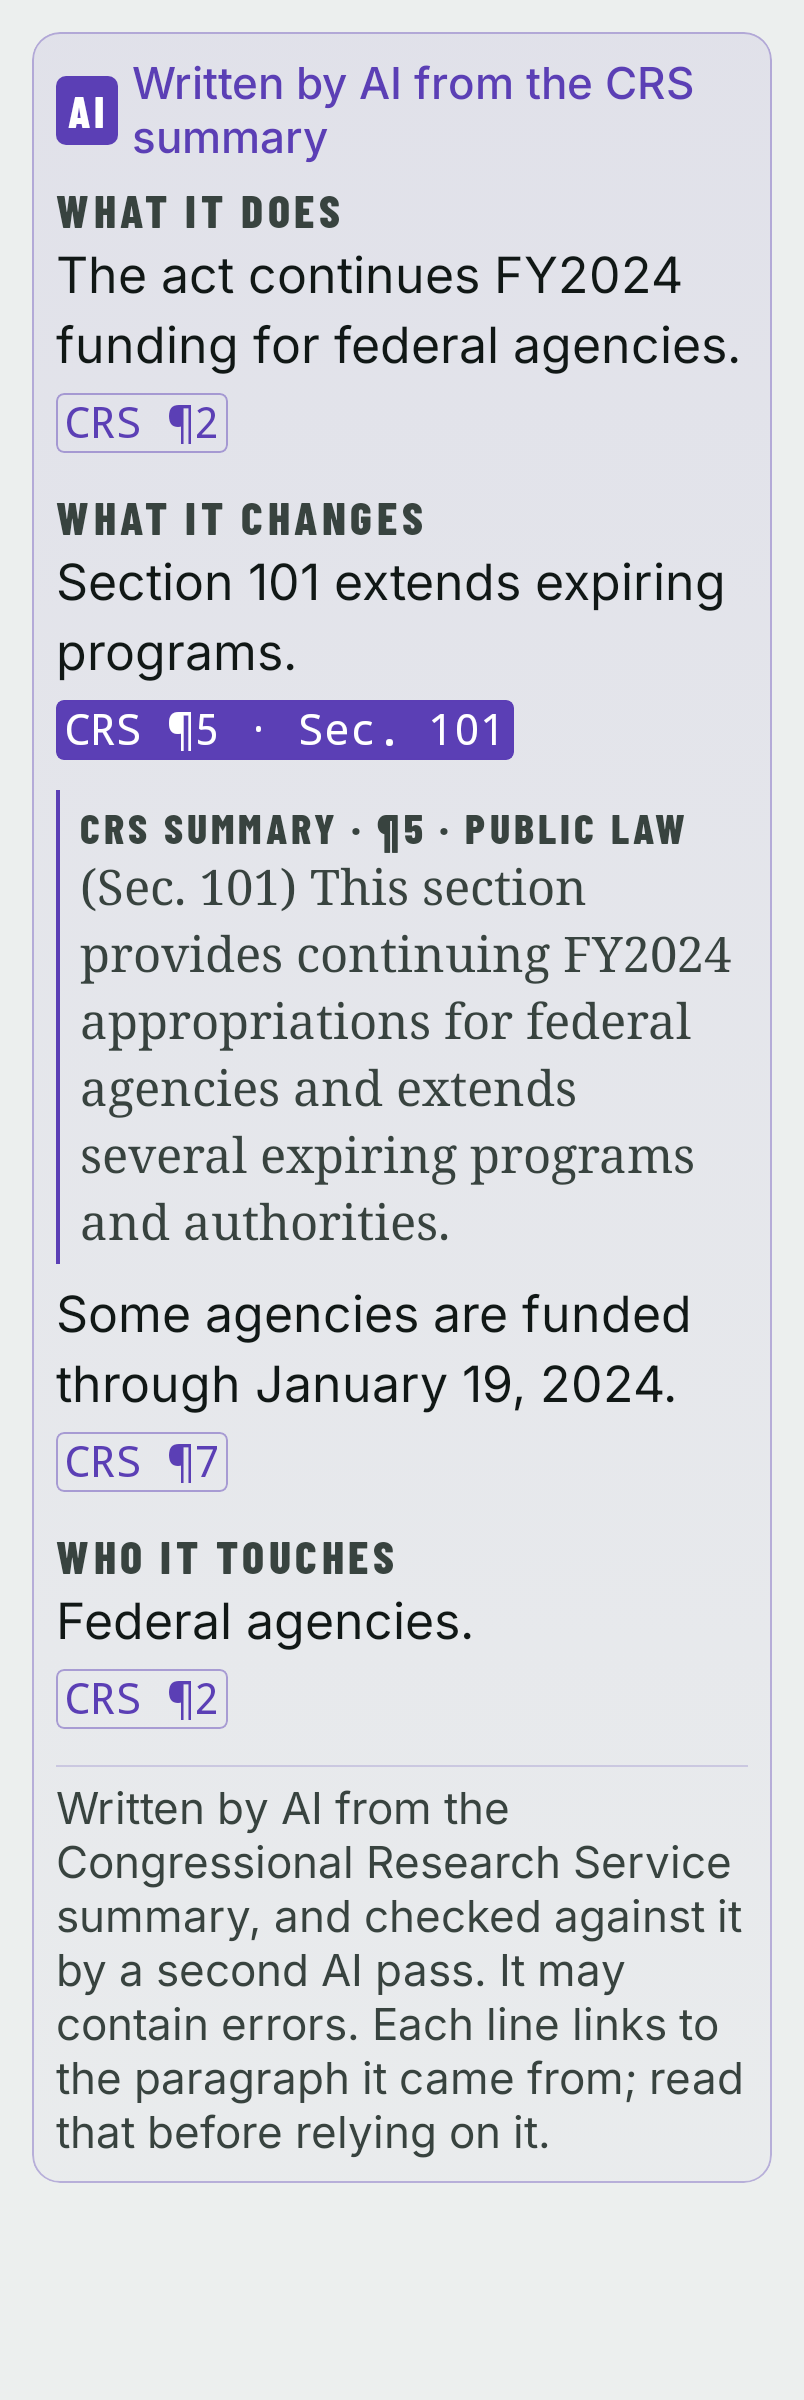 AI
Written by AI from the CRS
summary
WHAT IT DOES
The act continues FY2024
funding for federal agencies.
CRS ¶2
WHAT IT CHANGES
Section 101 extends expiring
programs.
CRS ¶5 · Sec. 101
CRS SUMMARY · ¶5 · PUBLIC LAW
(Sec. 101) This section
provides continuing FY2024
appropriations for federal
agencies and extends
several expiring programs
and authorities.
Some agencies are funded
through January 19, 2024.
CRS ¶7
WHO IT TOUCHES
Federal agencies.
CRS ¶2
Written by AI from the
Congressional Research Service
summary, and checked against it
by a second AI pass. It may
contain errors. Each line links to
the paragraph it came from; read
that before relying on it.